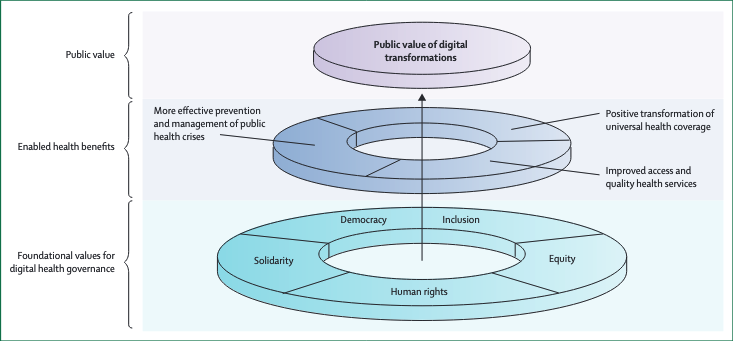 Public value
Public value of digital
transformations
Enabled health benefits
More effective prevention
and management of public
health crises
Positive transformation of
universal health coverage
Improved access and
quality health services
Foundational values for
digital health governance
Democracy
Inclusion
Solidarity
Equity
Human rights